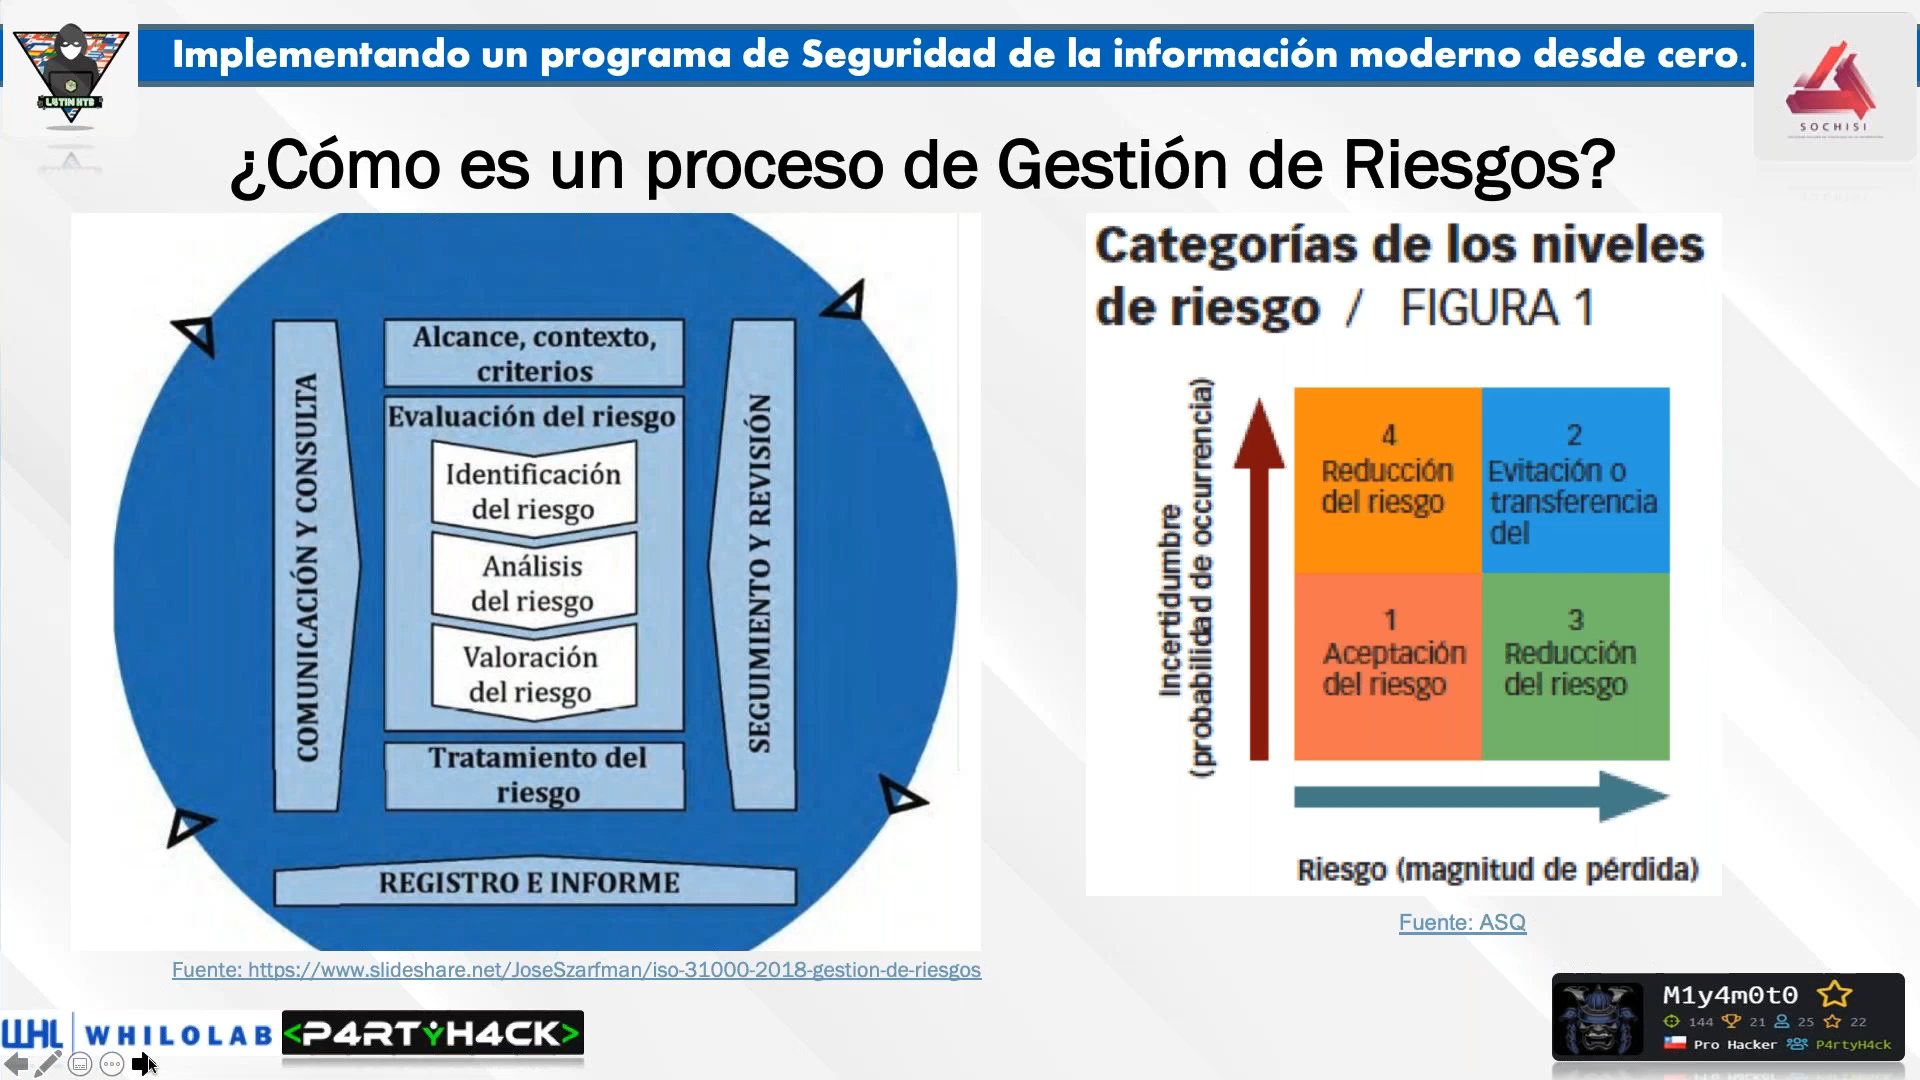 Implementando un programa de Seguridad de la información moderno desde cero.
L4TIN HTB
SOCHISI
¿Cómo es un proceso de Gestión de Riesgos?
COMUNICACIÓN Y CONSULTA
Alcance, contexto,
criterios
Evaluación del riesgo
Identificación
del riesgo
Análisis
del riesgo
Valoración
del riesgo
Tratamiento del
riesgo
SEGUIMIENTO Y REVISIÓN
REGISTRO E INFORME
Fuente: https://www.slideshare.net/JoseSzarfman/iso-31000-2018-gestion-de-riesgos
Categorías de los niveles
de riesgo / FIGURA 1
Incertidumbre
(probabilidad de occurrencia)
4
Reducción
del riesgo
2
Evitación o
transferencia
del
1
Aceptación
del riesgo
3
Reducción
del riesgo
Riesgo (magnitud de pérdida)
Fuente: ASQ
WHL WHILOLAB
<P4RTYH4CK>
M1y4m0t0
144 21 25 22
Pro Hacker P4rtyH4ck